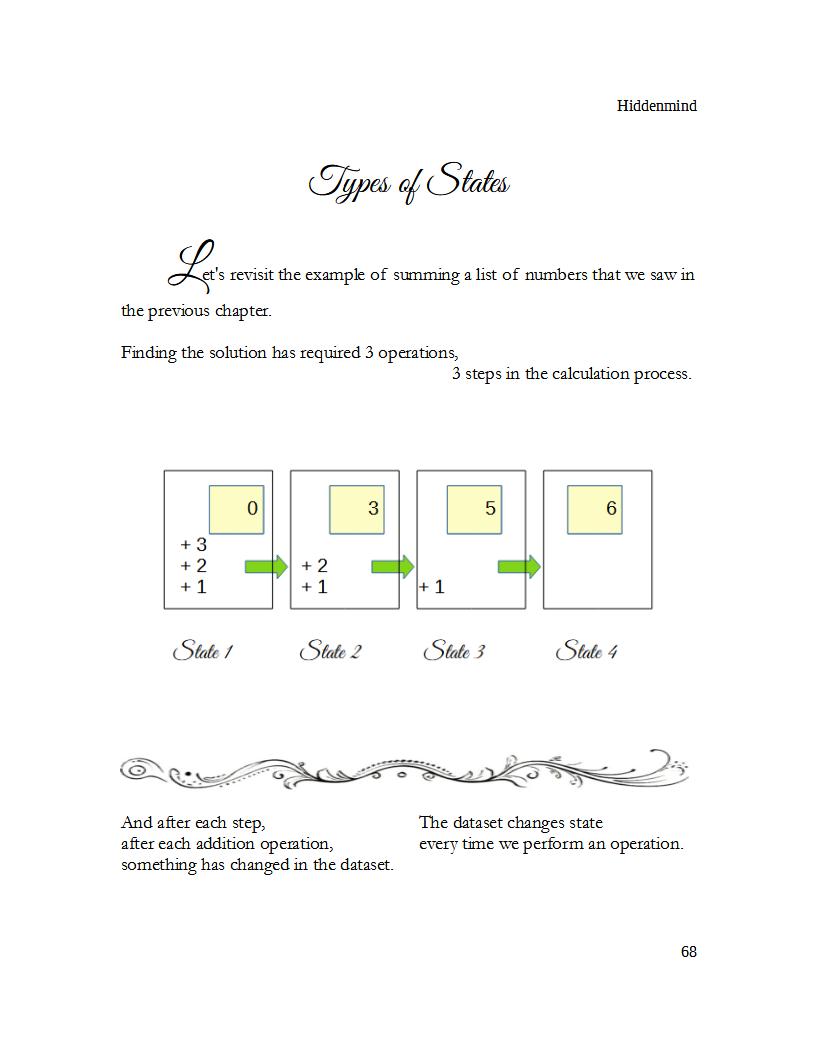 Hiddenmind
Types of States
Let's revisit the example of summing a list of numbers that we saw in
the previous chapter.
Finding the solution has required 3 operations,
3 steps in the calculation process.
0
+ 3
+ 2
+ 1
3
+ 2
+ 1
5
+ 1
6
State 1
State 2
State 3
State 4
And after each step,
after each addition operation,
something has changed in the dataset.
The dataset changes state
every time we perform an operation.
68